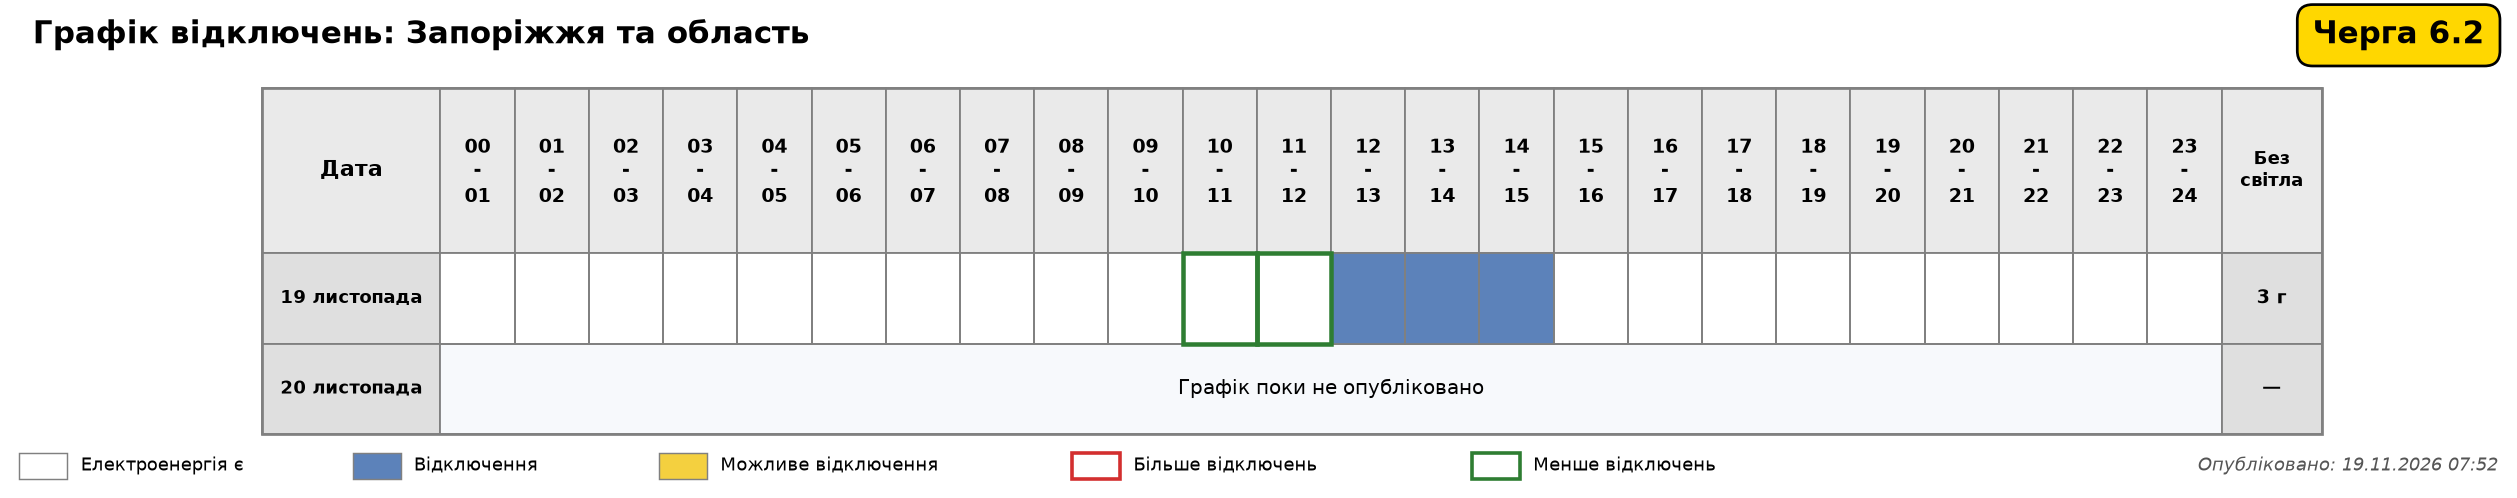 Графік відключень: Запоріжжя та область
Черга 6.2
Дата
00 - 01
01 - 02
02 - 03
03 - 04
04 - 05
05 - 06
06 - 07
07 - 08
08 - 09
09 - 10
10 - 11
11 - 12
12 - 13
13 - 14
14 - 15
15 - 16
16 - 17
17 - 18
18 - 19
19 - 20
20 - 21
21 - 22
22 - 23
23 - 24
Без
світла
19 листопада
3 г
20 листопада
Графік поки не опубліковано
—
Електроенергія є
Відключення
Можливе відключення
Більше відключень
Менше відключень
Опубліковано: 19.11.2026 07:52